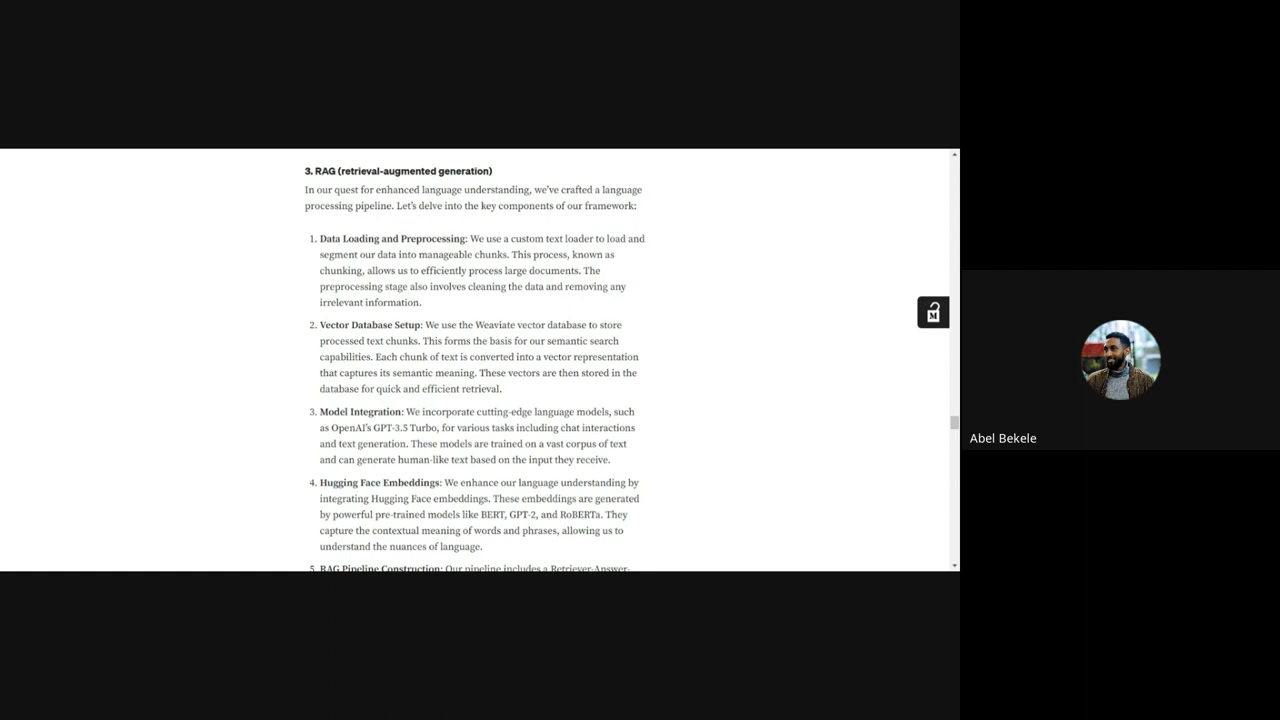 3. RAG (retrieval-augmented generation)
In our quest for enhanced language understanding, we've crafted a language
processing pipeline. Let's delve into the key components of our framework:
1. Data Loading and Preprocessing: We use a custom text loader to load and
segment our data into manageable chunks. This process, known as
chunking, allows us to efficiently process large documents. The
preprocessing stage also involves cleaning the data and removing any
irrelevant information.
2. Vector Database Setup: We use the Weaviate vector database to store
processed text chunks. This forms the basis for our semantic search
capabilities. Each chunk of text is converted into a vector representation
that captures its semantic meaning. These vectors are then stored in the
database for quick and efficient retrieval.
3. Model Integration: We incorporate cutting-edge language models, such
as OpenAI's GPT-3.5 Turbo, for various tasks including chat interactions
and text generation. These models are trained on a vast corpus of text
and can generate human-like text based on the input they receive.
4. Hugging Face Embeddings: We enhance our language understanding by
integrating Hugging Face embeddings. These embeddings are generated
by powerful pre-trained models like BERT, GPT-2, and RoBERTa. They
capture the contextual meaning of words and phrases, allowing us to
understand the nuances of language.
5. RAG Pipeline Construction: Our pipeline includes a Retriever-Answer-
M
Abel Bekele